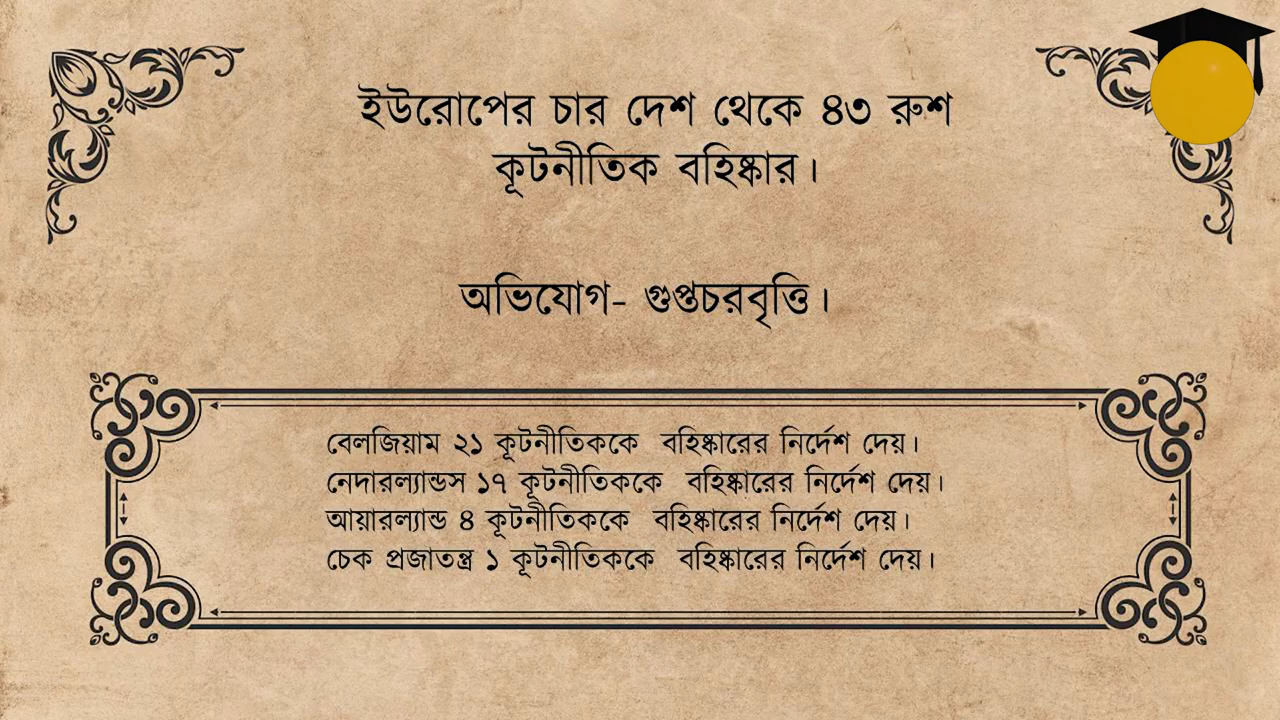 ইউরোপের চার দেশ থেকে ৪৩ রুশ
কূটনীতিক বহিষ্কার।
অভিযোগ- গুপ্তচরবৃত্তি।
বেলজিয়াম ২১ কূটনীতিককে বহিষ্কারের নির্দেশ দেয়।
নেদারল্যান্ডস ১৭ কূটনীতিককে বহিষ্কারের নির্দেশ দেয়।
আয়ারল্যান্ড ৪ কূটনীতিককে বহিষ্কারের নির্দেশ দেয়।
চেক প্রজাতন্ত্র ১ কূটনীতিককে বহিষ্কারের নির্দেশ দেয়।